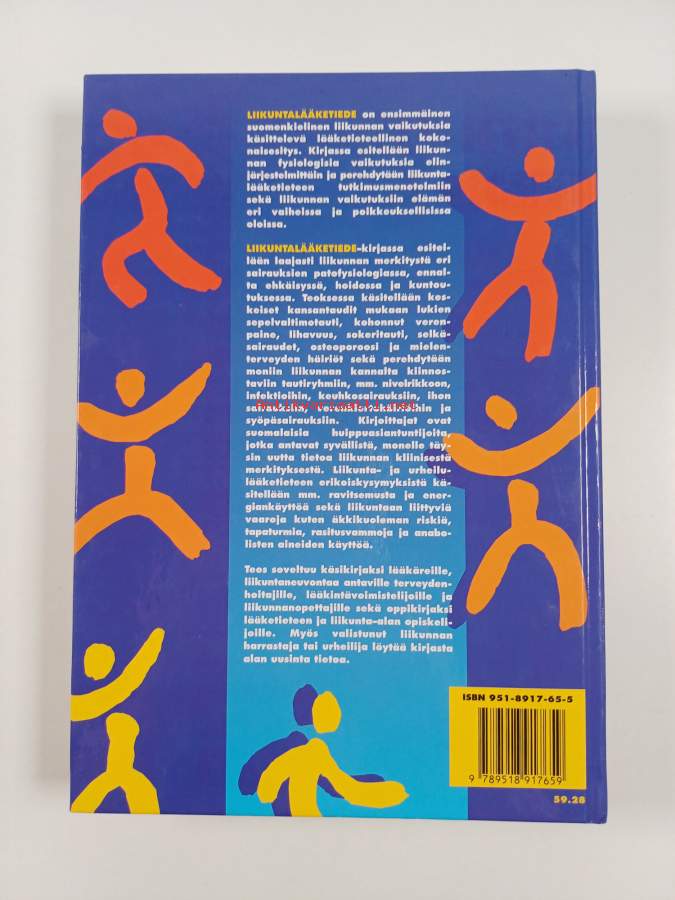 LIIKUNTALÄÄKETIEDE on ensimmäinen
suomenkielinen liikunnan vaikutuksia
käsittelevä lääketieteellinen koko-
naisesitys. Kirjassa esitellään liikun-
nan fysiologisia vaikutuksia elin-
järjestelmittäin ja perehdytään liikunta-
lääketieteen tutkimusmenetelmiin
sekä liikunnan vaikutuksiin elämän
eri vaiheissa ja poikkouksellisissa
oloissa.
LIIKUNTALÄÄKETIEDE-kirjassa esitel-
lään laajasti liikunnan merkitystä eri
sairauksien patofysiologiassa, ennal-
ta ehkäisyssä, hoidossa ja kuntou-
tuksessa. Teoksessa käsitellään kes-
keiset kansantaudit mukaan lukien
sepelvaltimotauti, kohonnut veren-
paine, lihavuus, sokeritauti, selkä-
sairaudet, osteoporoosi ja mielen-
terveyden häiriöt sekä perehdytään
moniin liikunnan kannalta kiinnos-
taviin tautiryhmiin, mm. nivelrikkoon,
infektioihin, keuhkosairauksiin, ihon
ja
syöpäsairauksiin. Kirjoittajat ovat
suomalaisia huippuasiantuntijoita,
jotka antavat syvällistä, monelle täy-
sin uutta tietoa liikunnan kliinisestä
merkityksestä. Liikunta- ja urheilu-
lääketieteen erikoiskysymyksistä kä-
sitellään mm. ravitsemusta ja ener-
giankäyttöä sekä liikuntaan liittyviä
vaaroja kuten äkkikuoleman riskiä,
tapaturmia, rasitusvammoja ja anabo-
listen aineiden käyttöä.
Teos soveltuu käsikirjaksi lääkäreille,
liikuntaneuvontaa antaville terveyden-
hoitajille, lääkintävoimistelijoille ja
liikunnanopettajille sekä oppikirjaksi
lääketieteen ja liikunta-alan opiskeli-
joille. Myös valistunut liikunnan
harrastaja tai urheilija löytää kirjasta
alan uusinta tietoa.
ISBN 951-8917-65-5
9 789518 917659
59.28